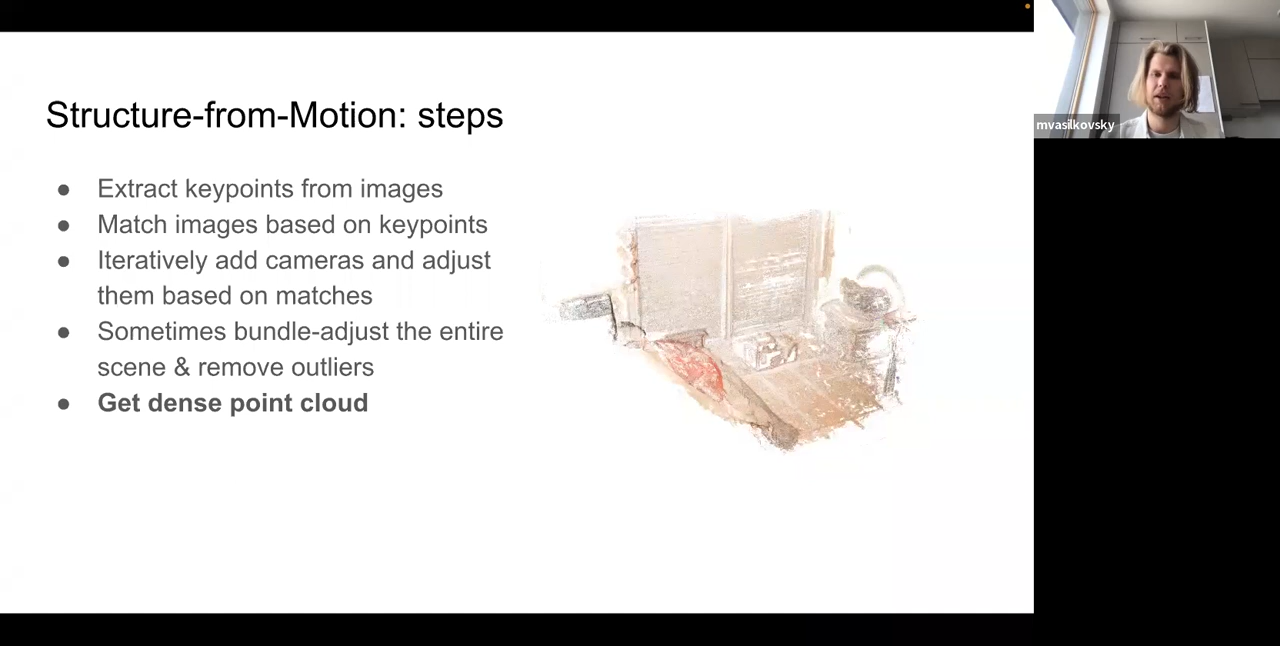 Structure-from-Motion: steps
● Extract keypoints from images
● Match images based on keypoints
● Iteratively add cameras and adjust
them based on matches
● Sometimes bundle-adjust the entire
scene & remove outliers
● Get dense point cloud
mvasilkovsky